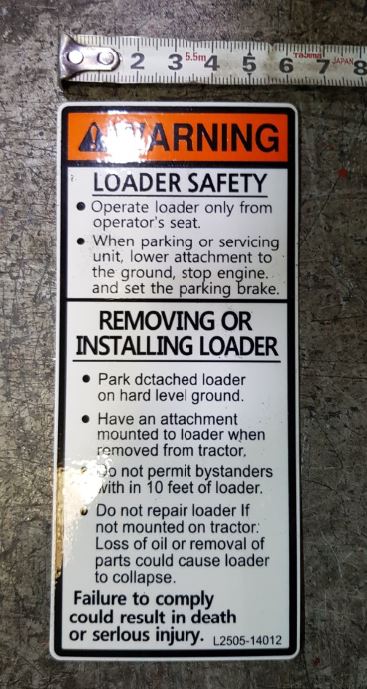 2 3 5.5m 4 5 6 Tajima 7 JAPAN 8
WARNING
LOADER SAFETY
• Operate loader only from
operator's seat.
• When parking or servicing
unit, lower attachment to
the ground, stop engine.
and set the parking brake.
REMOVING OR
INSTALLING LOADER
• Park dctached loader
on hard level ground.
• Have an attachment
mounted to loader when
removed from tractor,
• Do not permit bystanders
with in 10 feet of loader.
• Do not repair loader If
not mounted on tractor.
Loss of oil or removal of
parts could cause loader
to collapse.
Failure to comply
could result in death
or serlous injury. L2505-14012